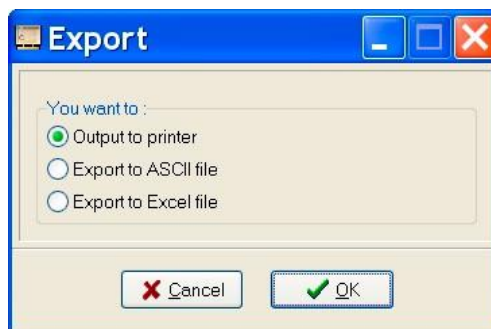 Export
You want to :
Output to printer
Export to ASCII file
Export to Excel file
Cancel
OK